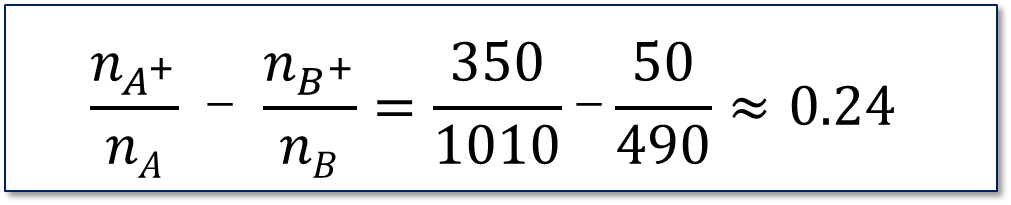 n_{A^+}/n_A − n_{B^+}/n_B = 350/1010 − 50/490 ≈ 0.24